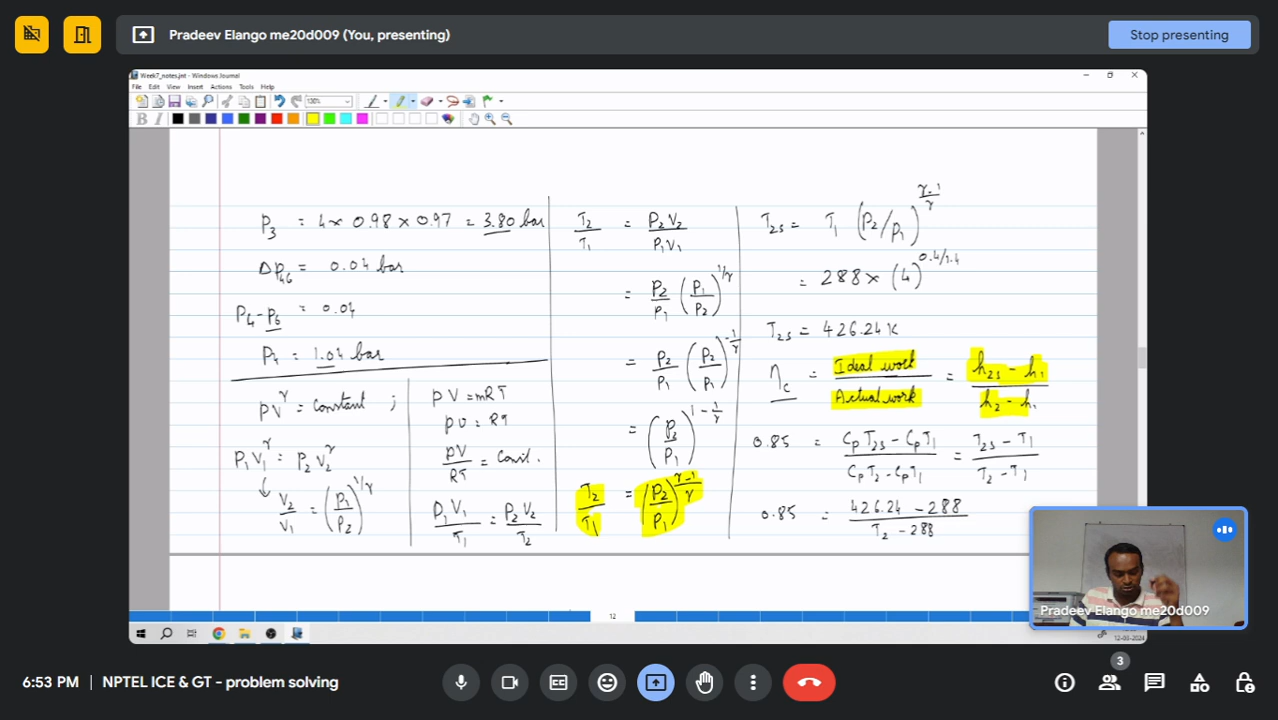 Pradeev Elango me20d009 (You, presenting)
Stop presenting
Week7_notes.jnt - Windows Journal
File Edit View Insert Actions Tools Help
100%
B I
P₃ = 4 x 0.98 x 0.97 = 3.80 bar
ΔP₄₆ = 0.04 bar
P₄-P₆ = 0.04
P₄ = 1.04 bar
PV^γ = Constant ;
P₁V₁^γ = P₂V₂^γ
V₂/V₁ = (P₁/P₂)^1/γ
PV = mRT
PV = RT
PV/RT = Const.
P₁V₁/T₁ = P₂V₂/T₂
T₂/T₁ = P₂V₂/P₁V₁
= P₂/P₁ (P₁/P₂)^1/γ
= P₂/P₁ (P₂/P₁)^-1/γ
= (P₂/P₁)^1-1/γ
T₂/T₁ = (P₂/P₁)^γ-1/γ
T₂ₛ = T₁ (P₂/P₁)^γ-1/γ
= 288 x (4)^0.4/1.4
T₂ₛ = 426.24 K
η_c = Ideal work / Actual work = h₂ₛ - h₁ / h₂ - h₁
0.85 = CpT₂ₛ - CpT₁ / CpT₂ - CpT₁ = T₂ₛ - T₁ / T₂ - T₁
0.85 = 426.24 - 288 / T₂ - 288
12
Pradeev Elango me20d009
3
6:53 PM | NPTEL ICE & GT - problem solving